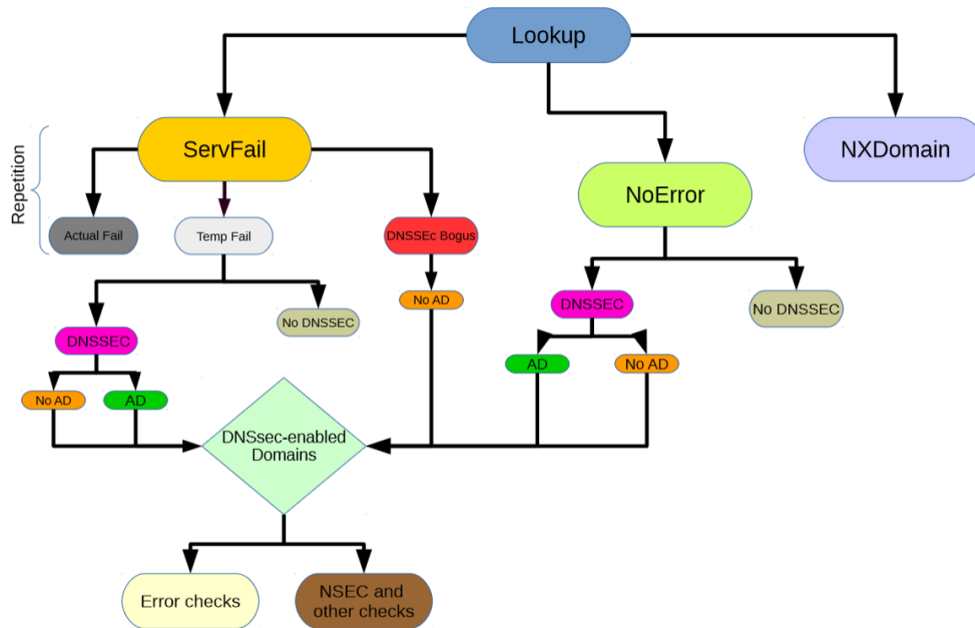 Lookup
ServFail
NXDomain
NoError
Repetition
Actual Fail
Temp Fail
DNSSEc Bogus
No AD
DNSSEC
No DNSSEC
No DNSSEC
DNSSEC
AD
No AD
No AD
AD
DNSsec-enabled
Domains
Error checks
NSEC and
other checks